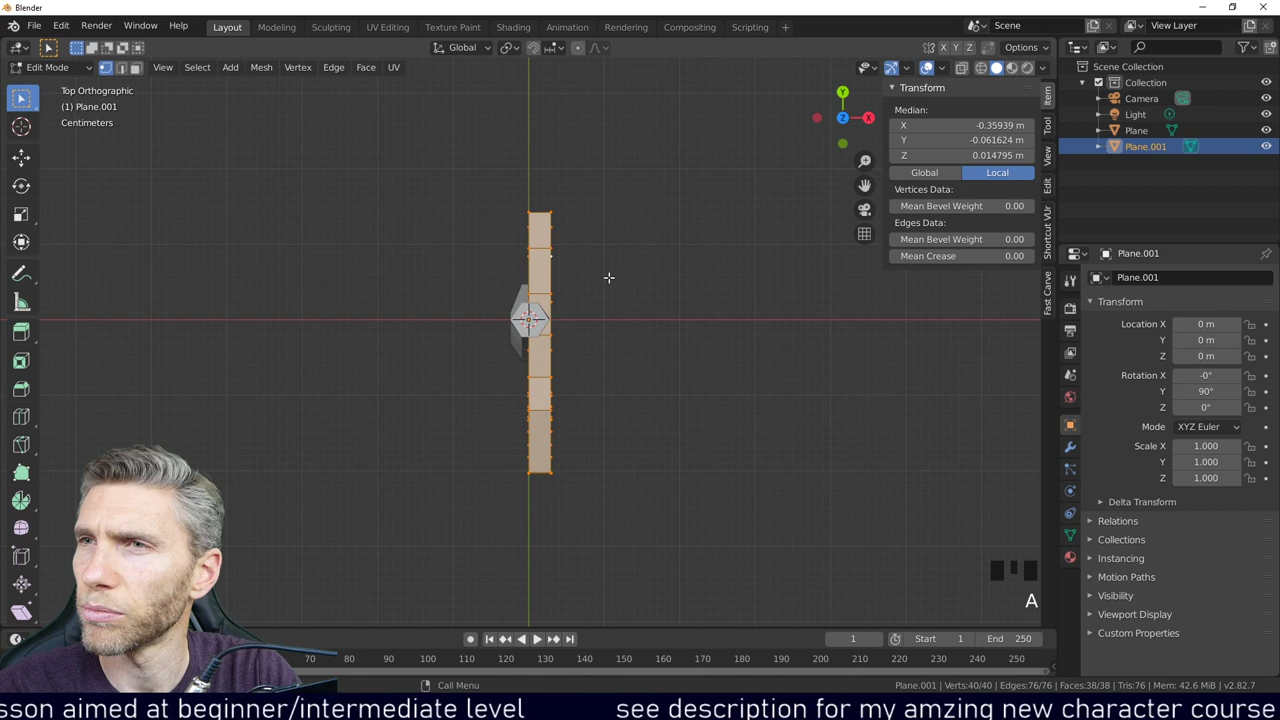 Blender
File Edit Render Window Help Layout Modeling Sculpting UV Editing Texture Paint Shading Animation Rendering Compositing Scripting + Scene View Layer
Global X Y Z Options
Edit Mode View Select Add Mesh Vertex Edge Face UV
Top Orthographic
(1) Plane.001
Centimeters
Y
Z
X
Transform
Median:
X -0.35939 m
Y -0.061624 m
Z 0.014795 m
Global Local
Vertices Data:
Mean Bevel Weight 0.00
Edges Data:
Mean Bevel Weight 0.00
Mean Crease 0.00
Item
Tool
View
Edit
Shortcut VUr
Fast Carve
A
Scene Collection
Collection
Camera
Light
Plane
Plane.001
Plane.001
Plane.001
Transform
Location X 0 m
Y 0 m
Z 0 m
Rotation X -0°
Y 90°
Z 0°
Mode XYZ Euler
Scale X 1.000
Y 1.000
Z 1.000
Delta Transform
Relations
Collections
Instancing
Motion Paths
Visibility
Viewport Display
Custom Properties
1 Start 1 End 250
70 80 90 100 110 120 130 140 150 160 170 180 190 200 210 220 230 240 250
Call Menu Plane.001 | Verts:40/40 | Edges:76/76 | Faces:38/38 | Tris:76 | Mem: 42.6 MiB | v2.82.7
sson aimed at beginner/intermediate level see description for my amzing new character course